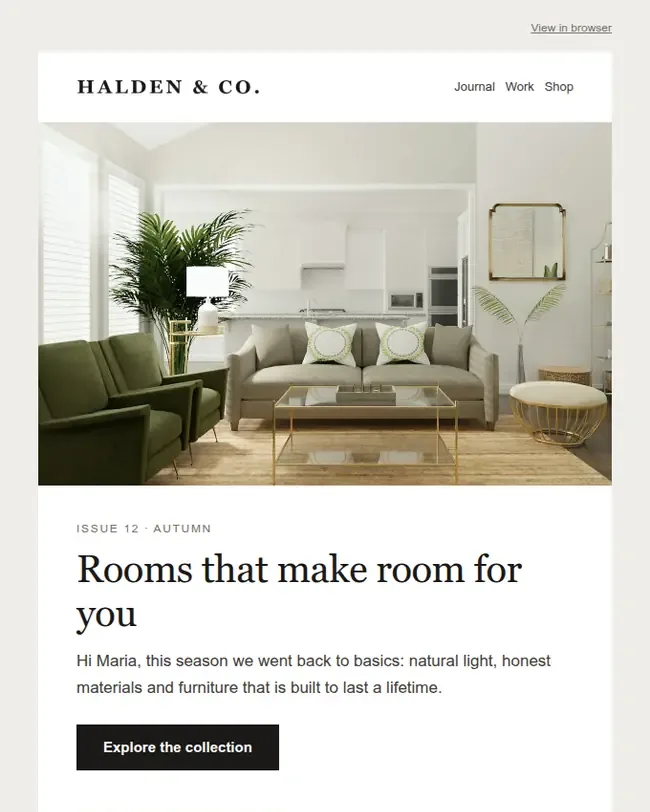 View in browser
HALDEN & CO.
Journal Work Shop
ISSUE 12 · AUTUMN
Rooms that make room for
you
Hi Maria, this season we went back to basics: natural light, honest
materials and furniture that is built to last a lifetime.
Explore the collection